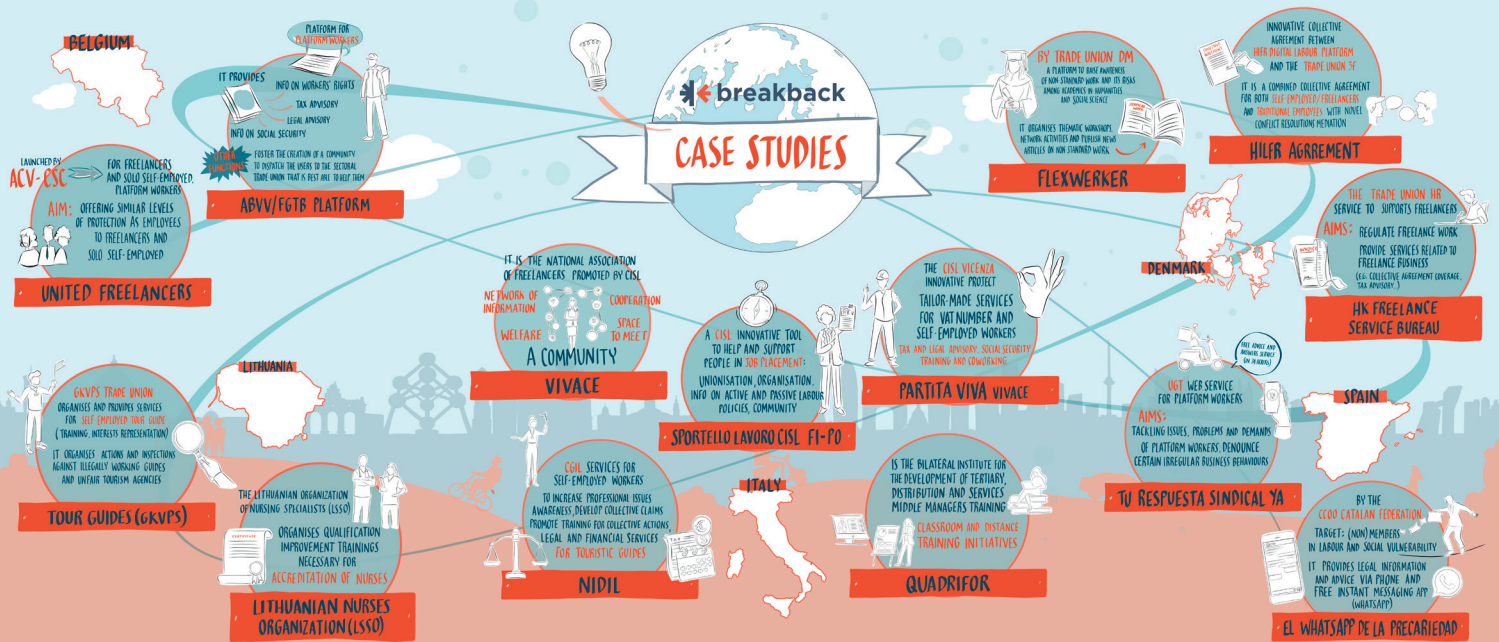 breakback
CASE STUDIES
BELGIUM
PLATFORM FOR
PLATFORM WORKERS
IT PROVIDES
INFO ON WORKERS' RIGHTS
TAX ADVISORY
LEGAL ADVISORY
INFO ON SOCIAL SECURITY
OTHER
FUNCTIONS
FOSTER THE CREATION OF A COMMUNITY
TO DISPATCH THE USERS TO THE SECTORAL
TRADE UNION THAT IS BEST ABLE TO HELP THEM
ABVV/FGTB PLATFORM
LAUNCHED BY
ACV-CSC
FOR FREELANCERS
AND SOLO SELF-EMPLOYED,
PLATFORM WORKERS
AIM: OFFERING SIMILAR LEVELS
OF PROTECTION AS EMPLOYEES
TO FREELANCERS AND
SOLO SELF-EMPLOYED
UNITED FREELANCERS
BY TRADE UNION DM
A PLATFORM TO RAISE AWARENESS
OF NON STANDARD WORK AND ITS RISKS
AMONG ACADEMICS IN HUMANITIES
AND SOCIAL SCIENCE
IT ORGANISES THEMATIC WORKSHOPS,
NETWORK ACTIVITIES AND PUBLISH NEWS
ARTICLES ON NON STANDARD WORK
FLEXWERKER
INNOVATIVE COLLECTIVE
AGREEMENT BETWEEN
HILFR DIGITAL LABOUR PLATFORM
AND THE TRADE UNION 3F
IT IS A COMBINED COLLECTIVE AGREEMENT
FOR BOTH SELF-EMPLOYED/FREELANCERS
AND TRADITIONAL EMPLOYEES WITH NOVEL
CONFLICT RESOLUTIONS MEDIATION
HILFR AGRREMENT
DENMARK
THE TRADE UNION HR
SERVICE TO SUPPORTS FREELANCERS
AIMS: REGULATE FREELANCE WORK
PROVIDE SERVICES RELATED TO
FREELANCE BUSINESS
(EG. COLLECTIVE AGREEMENT COVERAGE,
TAX ADVISORY..)
HK FREELANCE
SERVICE BUREAU
IT IS THE NATIONAL ASSOCIATION
OF FREELANCERS PROMOTED BY CISL
NETWORK OF
INFORMATION
COOPERATION
WELFARE
SPACE
TO MEET
A COMMUNITY
VIVACE
A CISL INNOVATIVE TOOL
TO HELP AND SUPPORT
PEOPLE IN JOB PLACEMENT:
UNIONISATION, ORGANISATION,
INFO ON ACTIVE AND PASSIVE LABOUR
POLICIES, COMMUNITY
SPORTELLO LAVORO CISL FI-PO
THE CISL VICENZA
INNOVATIVE PROJECT
TAILOR-MADE SERVICES
FOR VAT NUMBER AND
SELF-EMPLOYED WORKERS
TAX AND LEGAL ADVISORY, SOCIAL SECURITY
TRAINING AND COWORKING
PARTITA VIVA VIVACE
LITHUANIA
GKVPS TRADE UNION
ORGANISES AND PROVIDES SERVICES
FOR SELF EMPLOYED TOUR GUIDE
(TRAINING, INTERESTS REPRESENTATION)
IT ORGANISES ACTIONS AND INSPECTIONS
AGAINST ILLEGALLY WORKING GUIDES
AND UNFAIR TOURISM AGENCIES
TOUR GUIDES (GKVPS)
THE LITHUANIAN ORGANIZATION
OF NURSING SPECIALISTS (LSSO)
ORGANISES QUALIFICATION
IMPROVEMENT TRAININGS
NECESSARY FOR
ACCREDITATION OF NURSES
CERTIFICATE
LITHUANIAN NURSES
ORGANIZATION (LSSO)
CGIL SERVICES FOR
SELF-EMPLOYED WORKERS
TO INCREASE PROFESSIONAL ISSUES
AWARENESS, DEVELOP COLLECTIVE CLAIMS
PROMOTE TRAINING FOR COLLECTIVE ACTIONS,
LEGAL AND FINANCIAL SERVICES
FOR TOURISTIC GUIDES
TAX
NIDIL
ITALY
IS THE BILATERAL INSTITUTE FOR
THE DEVELOPMENT OF TERTIARY,
DISTRIBUTION AND SERVICES
MIDDLE MANAGERS TRAINING
CLASSROOM AND DISTANCE
TRAINING INITIATIVES
QUADRIFOR
FREE ADVICE AND
ANSWERS SERVICE
(IN 24 HOURS)
UGT WEB SERVICE
FOR PLATFORM WORKERS
AIMS:
TACKLING ISSUES, PROBLEMS AND DEMANDS
OF PLATFORM WORKERS, DENOUNCE
CERTAIN IRREGULAR BUSINESS BEHAVIOURS
TU RESPUESTA SINDICAL YA
SPAIN
BY THE
CCOO CATALAN FEDERATION
TARGET: (NON) MEMBERS
IN LABOUR AND SOCIAL VULNERABILITY
IT PROVIDES LEGAL INFORMATION
AND ADVICE VIA PHONE AND
FREE INSTANT MESSAGING APP
(WHATSAPP)
EL WHATSAPP DE LA PRECARIEDAD